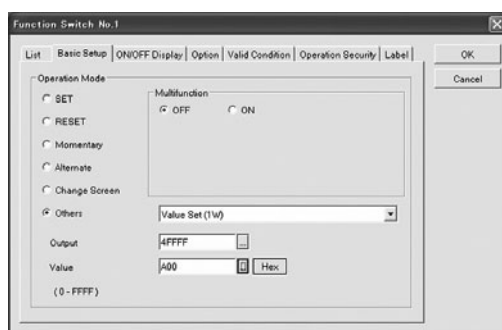 Function Switch No.1
List Basic Setup ON/OFF Display Option Valid Condition Operation Security Label
OK
Cancel
Operation Mode
SET
RESET
Momentary
Alternate
Change Screen
Others
Multifunction
OFF ON
Value Set (1W)
Output 4FFFF ...
Value A00 Hex
(0 - FFFF)